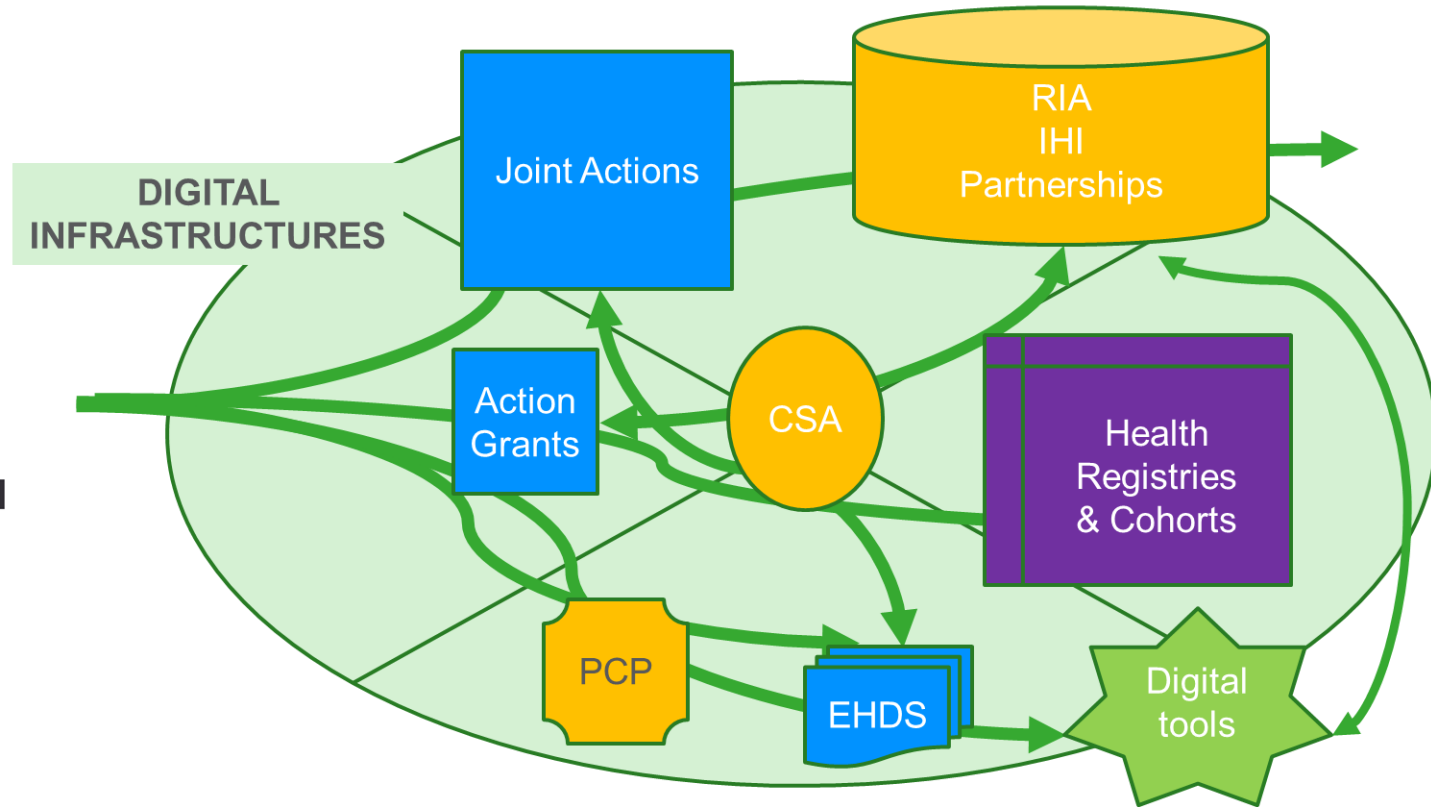 RIA
IHI
Partnerships
Joint Actions
DIGITAL
INFRASTRUCTURES
Action
Grants
CSA
Health
Registries
& Cohorts
PCP
EHDS
Digital
tools